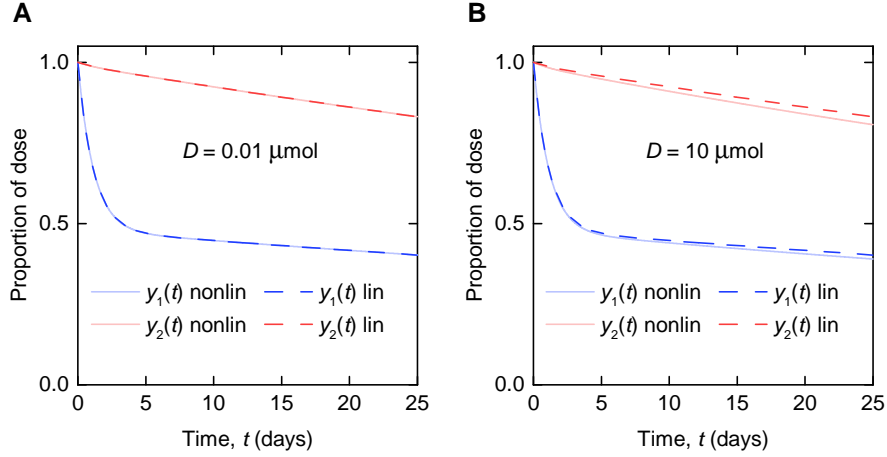 A
1.0
0.5
0.0
Proportion of dose
D = 0.01 μmol
y1(t) nonlin
y1(t) lin
y2(t) nonlin
y2(t) lin
0 5 10 15 20 25
Time, t (days)
B
1.0
0.5
0.0
Proportion of dose
D = 10 μmol
y1(t) nonlin
y1(t) lin
y2(t) nonlin
y2(t) lin
0 5 10 15 20 25
Time, t (days)